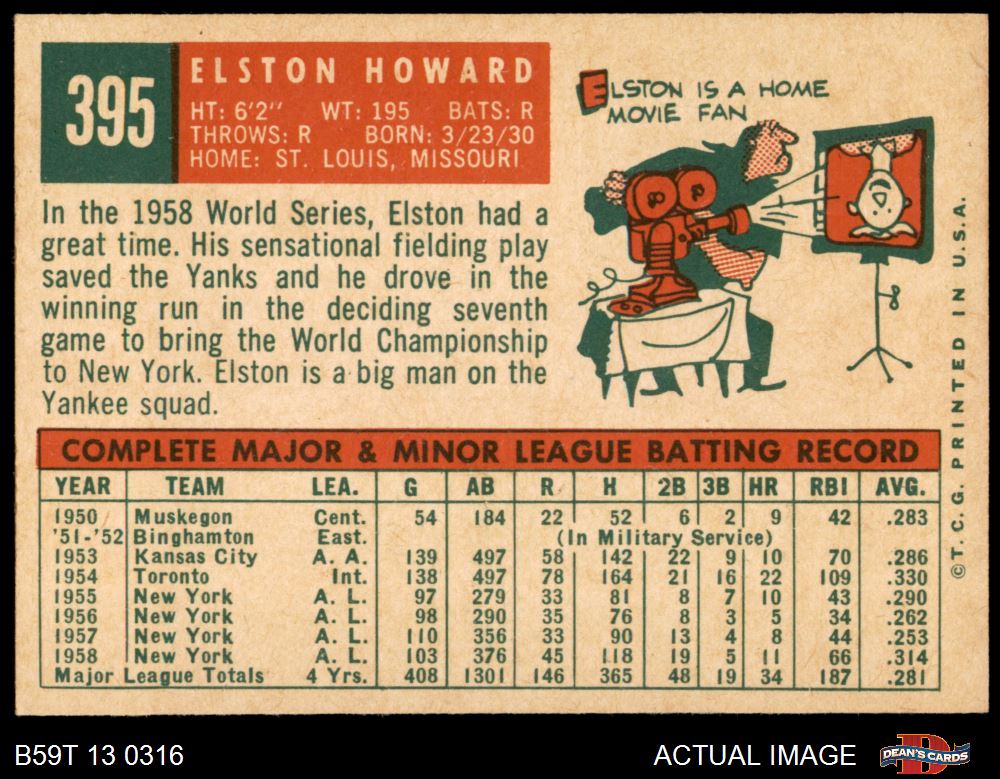 395
ELSTON HOWARD
HT: 6'2" WT: 195 BATS: R
THROWS: R BORN: 3/23/30
HOME: ST. LOUIS, MISSOURI
ELSTON IS A HOME
MOVIE FAN
In the 1958 World Series, Elston had a
great time. His sensational fielding play
saved the Yanks and he drove in the
winning run in the deciding seventh
game to bring the World Championship
to New York. Elston is a big man on the
Yankee squad.
COMPLETE MAJOR & MINOR LEAGUE BATTING RECORD
YEAR TEAM LEA. G AB R H 2B 3B HR RBI AVG.
1950 Muskegon Cent. 54 184 22 52 6 2 9 42 .283
'51-'52 Binghamton East. (In Military Service)
1953 Kansas City A. A. 139 497 58 142 22 9 10 70 .286
1954 Toronto Int. 138 497 78 164 21 16 22 109 .330
1955 New York A. L. 97 279 33 81 8 7 10 43 .290
1956 New York A. L. 98 290 35 76 8 3 5 34 .262
1957 New York A. L. 110 356 33 90 13 4 8 44 .253
1958 New York A. L. 103 376 45 118 19 5 11 66 .314
Major League Totals 4 Yrs. 408 1301 146 365 48 19 34 187 .281
©T. C. G. PRINTED IN U.S.A.
B59T 13 0316
ACTUAL IMAGE
DEAN'S CARDS